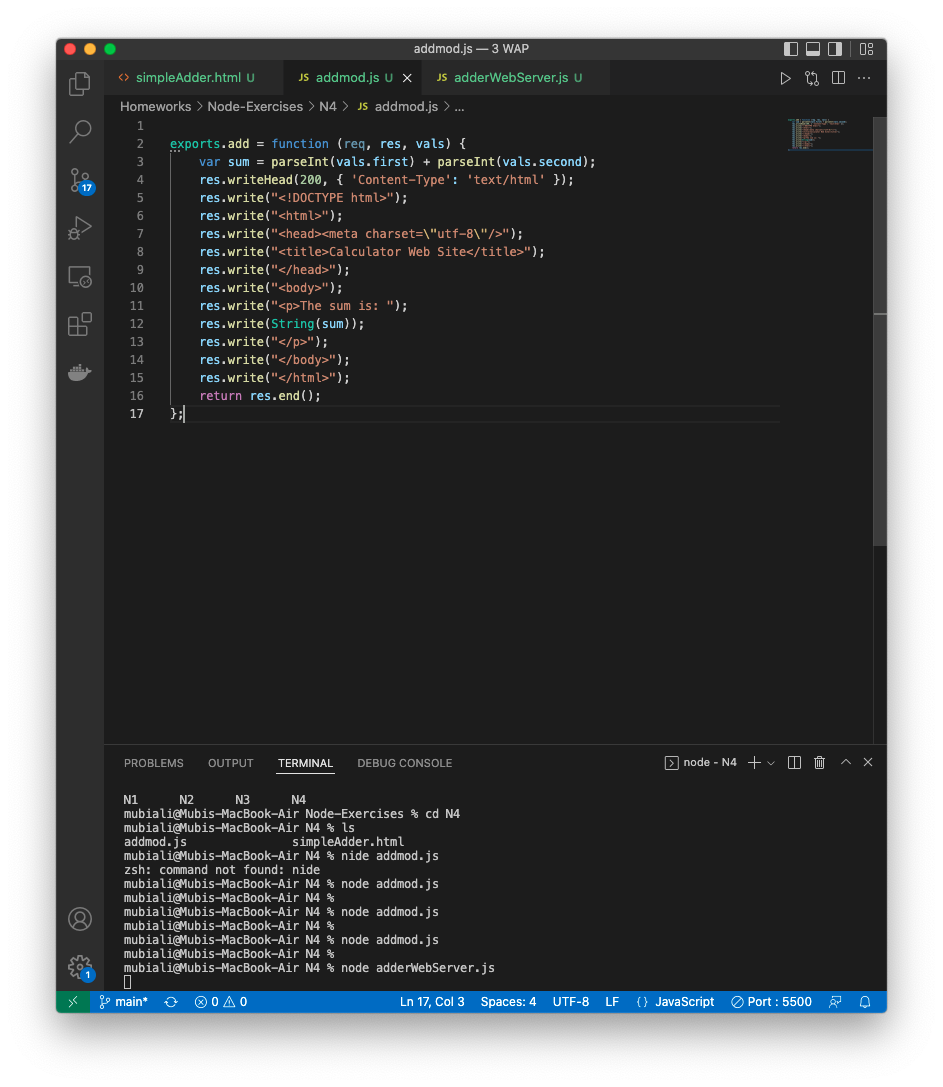 addmod.js — 3 WAP
simpleAdder.html U
JS addmod.js U
JS adderWebServer.js U
Homeworks > Node-Exercises > N4 > JS addmod.js > ...
1
2 exports.add = function (req, res, vals) {
3 var sum = parseInt(vals.first) + parseInt(vals.second);
4 res.writeHead(200, { 'Content-Type': 'text/html' });
5 res.write("<!DOCTYPE html>");
6 res.write("<html>");
7 res.write("<head><meta charset=\"utf-8\"/>");
8 res.write("<title>Calculator Web Site</title>");
9 res.write("</head>");
10 res.write("<body>");
11 res.write("<p>The sum is: ");
12 res.write(String(sum));
13 res.write("</p>");
14 res.write("</body>");
15 res.write("</html>");
16 return res.end();
17 };
17
PROBLEMS OUTPUT TERMINAL DEBUG CONSOLE node - N4
N1 N2 N3 N4
mubiali@Mubis-MacBook-Air Node-Exercises % cd N4
mubiali@Mubis-MacBook-Air N4 % ls
addmod.js simpleAdder.html
mubiali@Mubis-MacBook-Air N4 % nide addmod.js
zsh: command not found: nide
mubiali@Mubis-MacBook-Air N4 % node addmod.js
mubiali@Mubis-MacBook-Air N4 %
mubiali@Mubis-MacBook-Air N4 % node addmod.js
mubiali@Mubis-MacBook-Air N4 %
mubiali@Mubis-MacBook-Air N4 % node addmod.js
mubiali@Mubis-MacBook-Air N4 %
mubiali@Mubis-MacBook-Air N4 % node adderWebServer.js
1
main* 0 0 Ln 17, Col 3 Spaces: 4 UTF-8 LF {} JavaScript Port : 5500